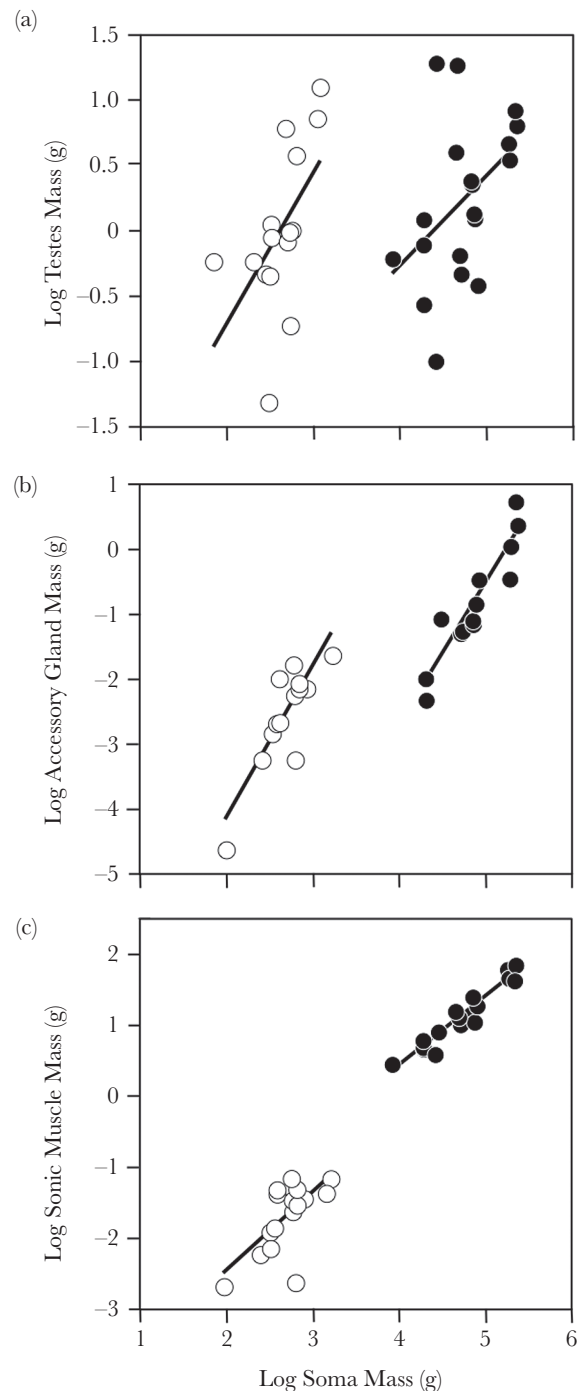 (a)
Log Testes Mass (g)
1.5
1.0
0.5
0
–0.5
–1.0
–1.5
(b)
Log Accessory Gland Mass (g)
1
0
–1
–2
–3
–4
–5
(c)
Log Sonic Muscle Mass (g)
2
1
0
–1
–2
–3
1 2 3 4 5 6
Log Soma Mass (g)